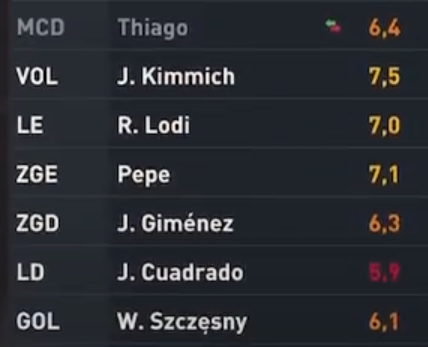 MCD Thiago 6,4
VOL J. Kimmich 7,5
LE R. Lodi 7,0
ZGE Pepe 7,1
ZGD J. Giménez 6,3
LD J. Cuadrado 5,9
GOL W. Szczęsny 6,1